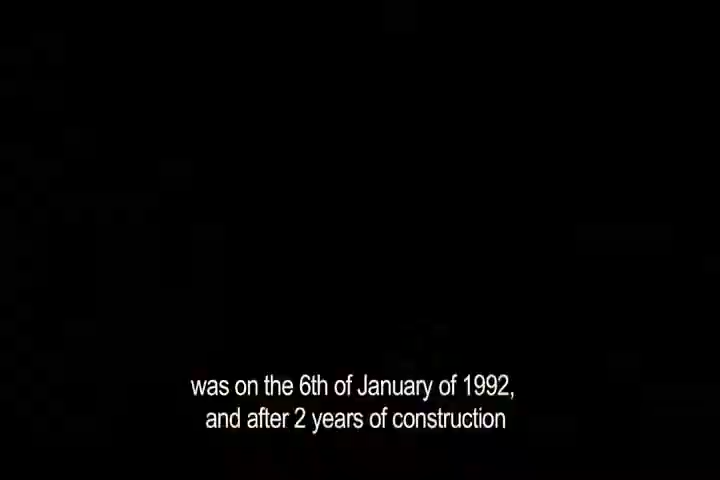 was on the 6th of January of 1992,
and after 2 years of construction